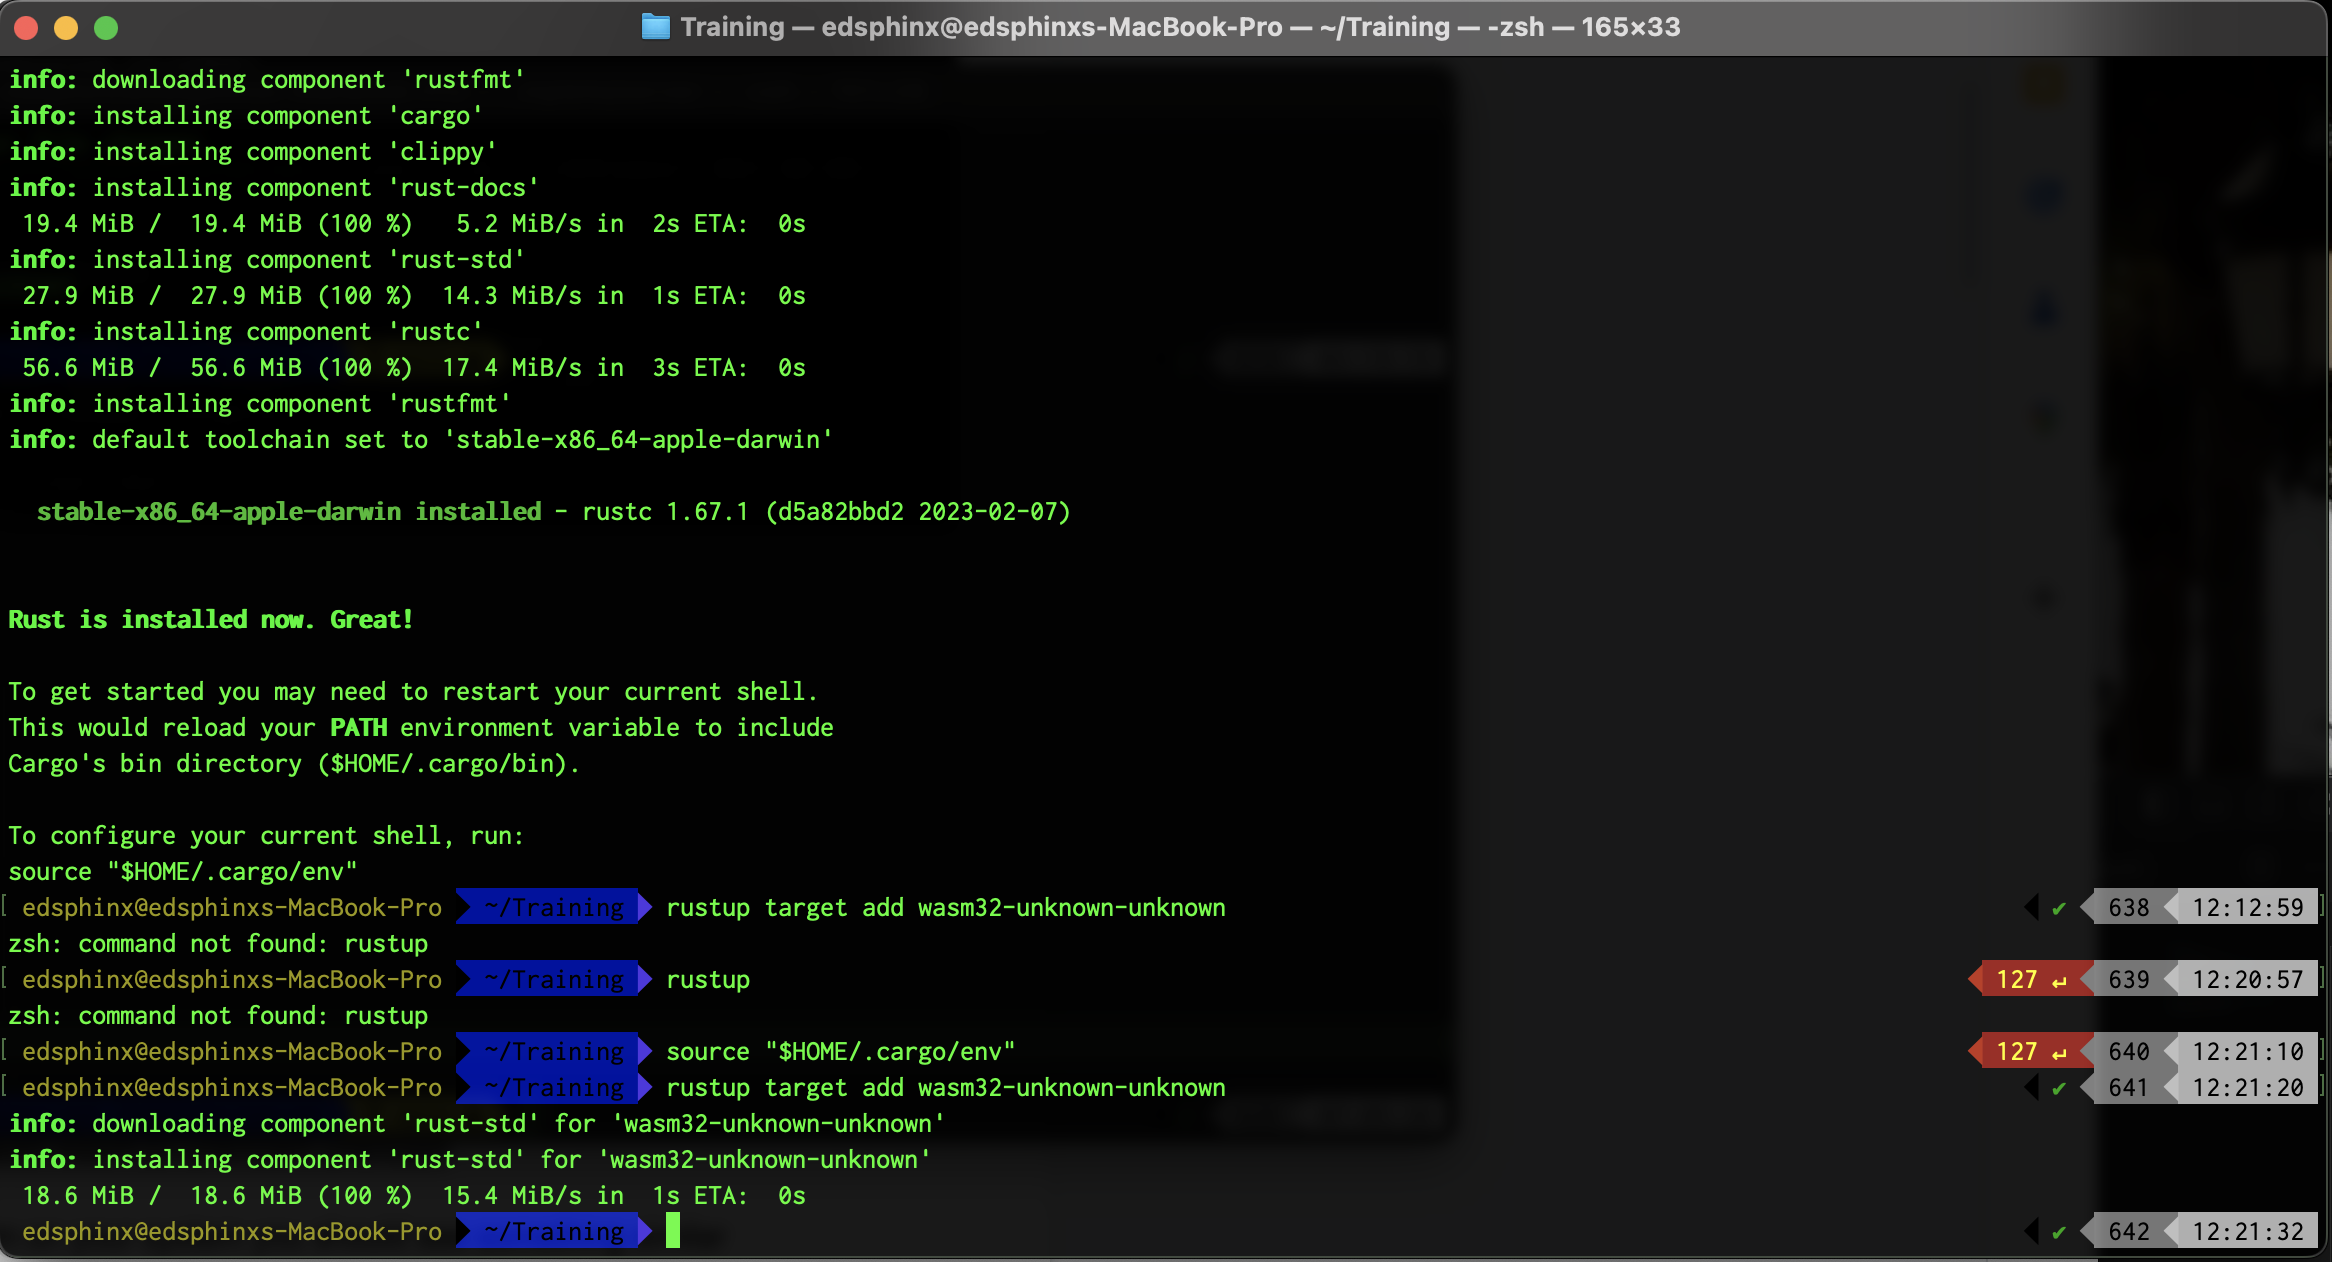 Training — edsphinx@edsphinxs-MacBook-Pro — ~/Training — -zsh — 165×33
info: downloading component 'rustfmt'
info: installing component 'cargo'
info: installing component 'clippy'
info: installing component 'rust-docs'
 19.4 MiB /  19.4 MiB (100 %)   5.2 MiB/s in  2s ETA:  0s
info: installing component 'rust-std'
 27.9 MiB /  27.9 MiB (100 %)  14.3 MiB/s in  1s ETA:  0s
info: installing component 'rustc'
 56.6 MiB /  56.6 MiB (100 %)  17.4 MiB/s in  3s ETA:  0s
info: installing component 'rustfmt'
info: default toolchain set to 'stable-x86_64-apple-darwin'
  stable-x86_64-apple-darwin installed - rustc 1.67.1 (d5a82bbd2 2023-02-07)
Rust is installed now. Great!
To get started you may need to restart your current shell.
This would reload your PATH environment variable to include
Cargo's bin directory ($HOME/.cargo/bin).
To configure your current shell, run:
source "$HOME/.cargo/env"
[ edsphinx@edsphinxs-MacBook-Pro ~/Training rustup target add wasm32-unknown-unknown ✔ 638 12:12:59 ]
zsh: command not found: rustup
[ edsphinx@edsphinxs-MacBook-Pro ~/Training rustup 127 ↵ 639 12:20:57 ]
zsh: command not found: rustup
[ edsphinx@edsphinxs-MacBook-Pro ~/Training source "$HOME/.cargo/env" 127 ↵ 640 12:21:10 ]
[ edsphinx@edsphinxs-MacBook-Pro ~/Training rustup target add wasm32-unknown-unknown ✔ 641 12:21:20 ]
info: downloading component 'rust-std' for 'wasm32-unknown-unknown'
info: installing component 'rust-std' for 'wasm32-unknown-unknown'
 18.6 MiB /  18.6 MiB (100 %)  15.4 MiB/s in  1s ETA:  0s
edsphinx@edsphinxs-MacBook-Pro ~/Training ✔ 642 12:21:32